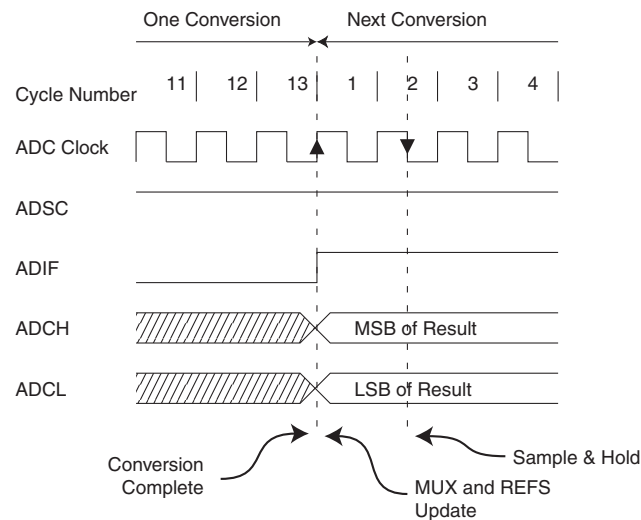 One Conversion Next Conversion
Cycle Number 11 12 13 1 2 3 4
ADC Clock
ADSC
ADIF
ADCH MSB of Result
ADCL LSB of Result
Sample & Hold
Conversion
Complete
MUX and REFS
Update